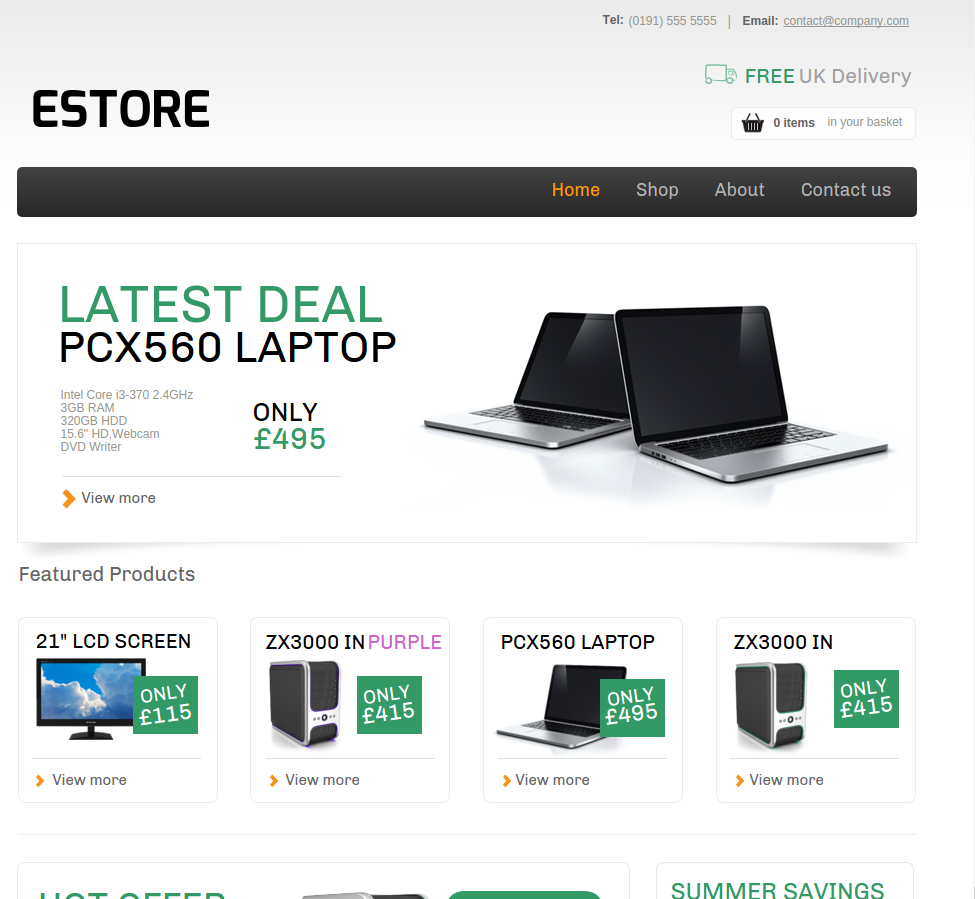 Tel: (0191) 555 5555 | Email: contact@company.com
FREE UK Delivery
ESTORE
0 items in your basket
Home Shop About Contact us
LATEST DEAL
PCX560 LAPTOP
Intel Core i3-370 2.4GHz
3GB RAM
320GB HDD
15.6" HD,Webcam
DVD Writer
ONLY
£495
View more
Featured Products
21" LCD SCREEN
ONLY
£115
View more
ZX3000 IN PURPLE
ONLY
£415
View more
PCX560 LAPTOP
ONLY
£495
View more
ZX3000 IN
ONLY
£415
View more
HOT OFFER
SUMMER SAVINGS